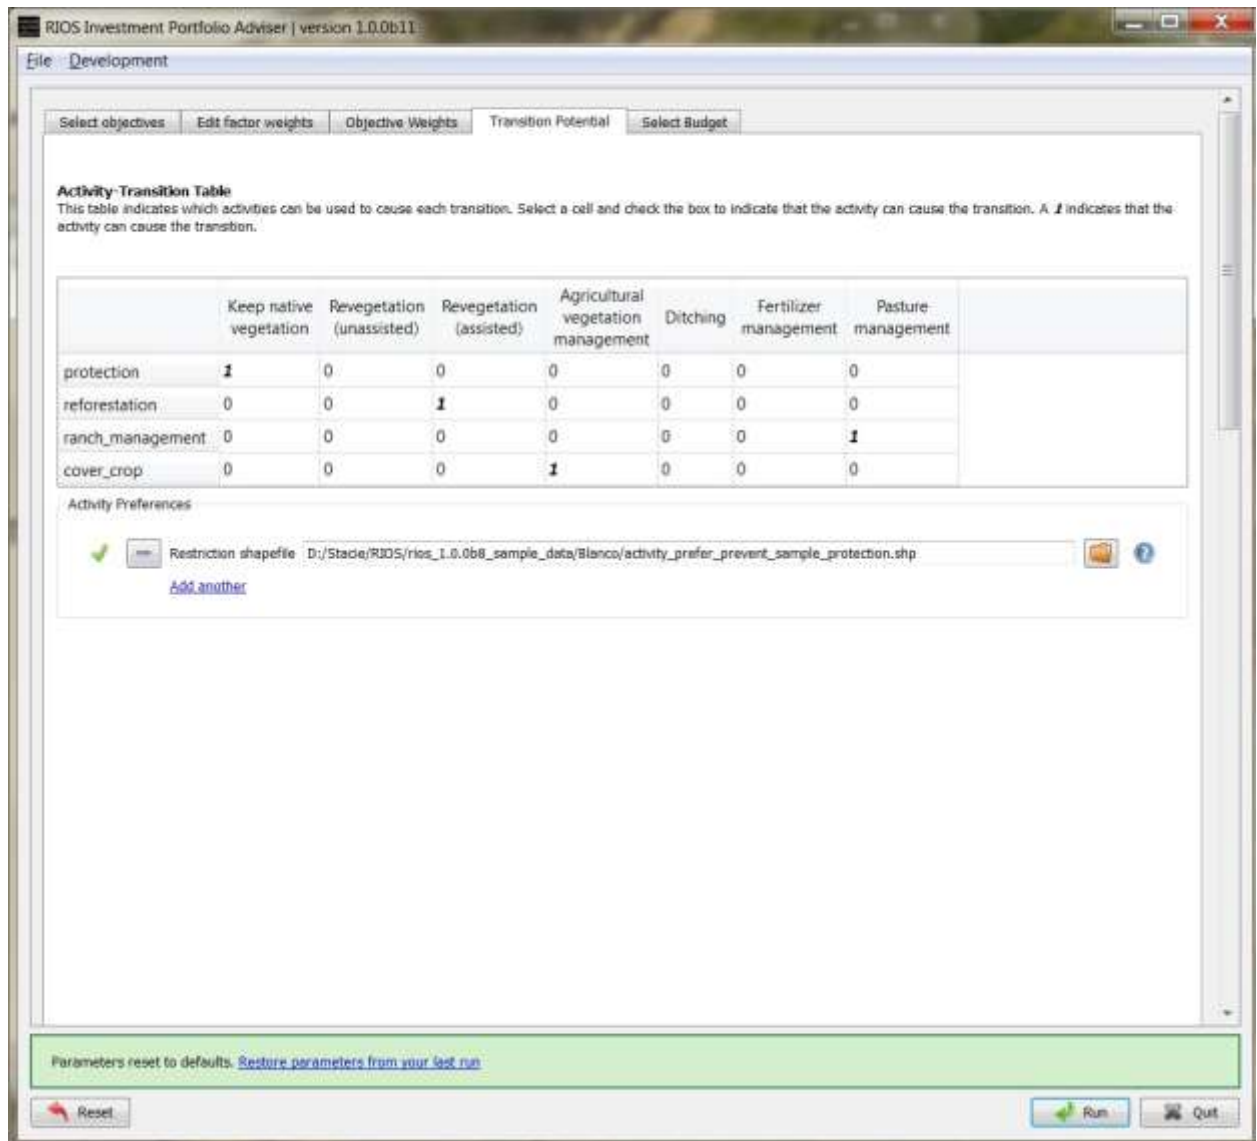 RIOS Investment Portfolio Adviser | version 1.0.0b11
File Development
Select objectives Edit factor weights Objective Weights Transition Potential Select Budget
Activity-Transition Table
This table indicates which activities can be used to cause each transition. Select a cell and check the box to indicate that the activity can cause the transition. A 1 indicates that the
activity can cause the transition.
Keep native vegetation Revegetation (unassisted) Revegetation (assisted) Agricultural vegetation management Ditching Fertilizer management Pasture management
protection 1 0 0 0 0 0 0
reforestation 0 0 1 0 0 0 0
ranch_management 0 0 0 0 0 0 1
cover_crop 0 0 0 1 0 0 0
Activity Preferences
Restriction shapefile D:/Stacie/RIOS/rios_1.0.0b8_sample_data/Blanco/activity_prefer_prevent_sample_protection.shp
Add another
Parameters reset to defaults. Restore parameters from your last run
Reset Run Quit